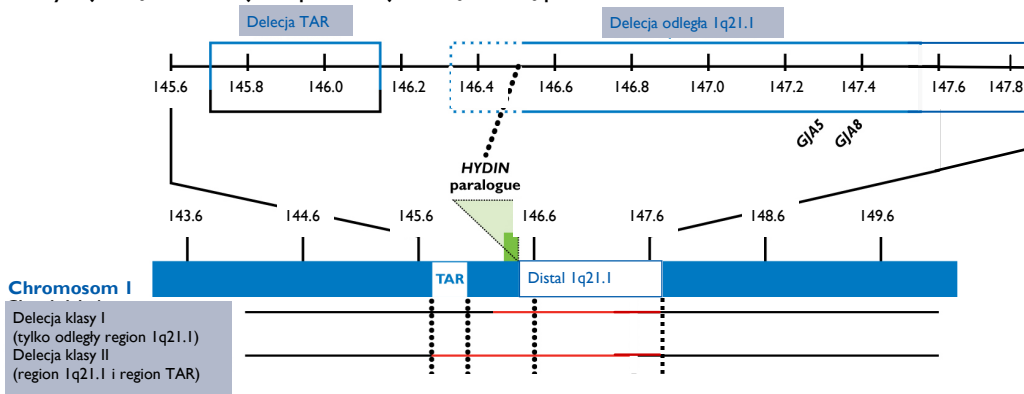 Delecja TAR
Delecja odległa 1q21.1
145.6 145.8 146.0 146.2 146.4 146.6 146.8 147.0 147.2 147.4 147.6 147.8
GJA5 GJA8
HYDIN
paralogue
143.6 144.6 145.6 146.6 147.6 148.6 149.6
TAR
Distal 1q21.1
Chromosom 1
Delecja klasy I
(tylko odległy region 1q21.1)
Delecja klasy II
(region 1q21.1 i region TAR)